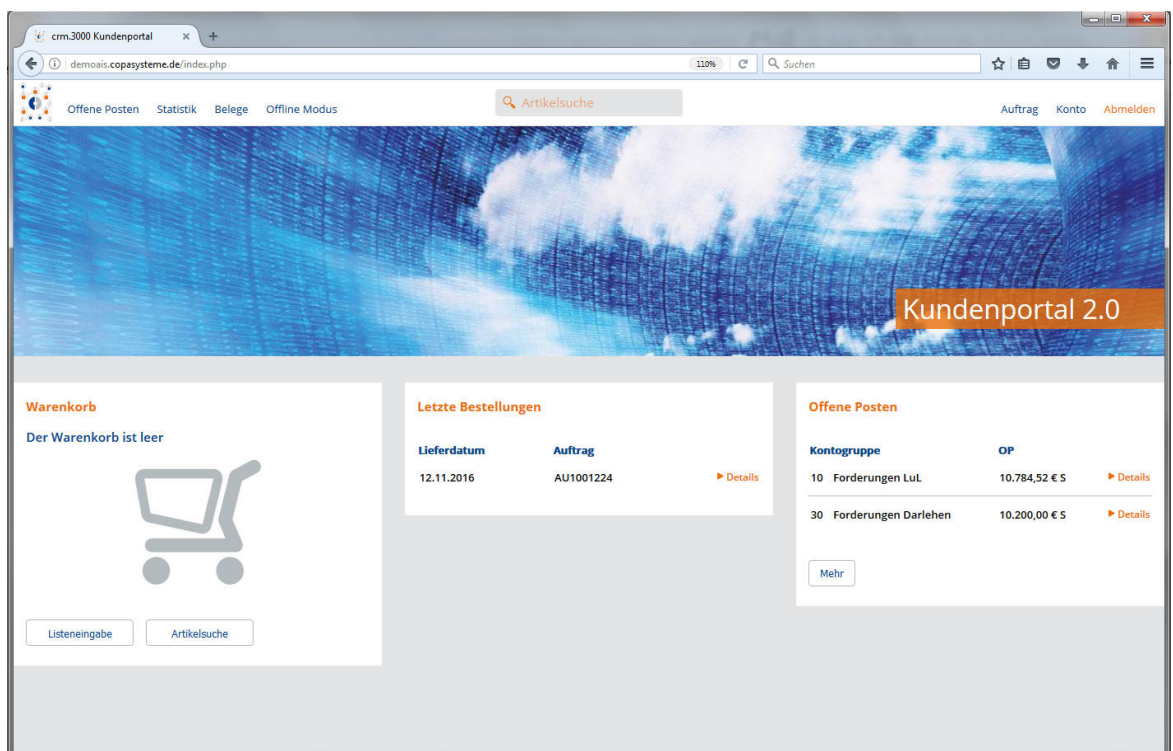 crm.3000 Kundenportal
demoais.copasysteme.de/index.php
110%
Suchen
Offene Posten Statistik Belege Offline Modus
Artikelsuche
Auftrag Konto Abmelden
Kundenportal 2.0
Warenkorb
Der Warenkorb ist leer
Listeneingabe Artikelsuche
Letzte Bestellungen
Lieferdatum Auftrag
12.11.2016 AU1001224 Details
Offene Posten
Kontogruppe OP
10 Forderungen LuL 10.784,52 € S Details
30 Forderungen Darlehen 10.200,00 € S Details
Mehr